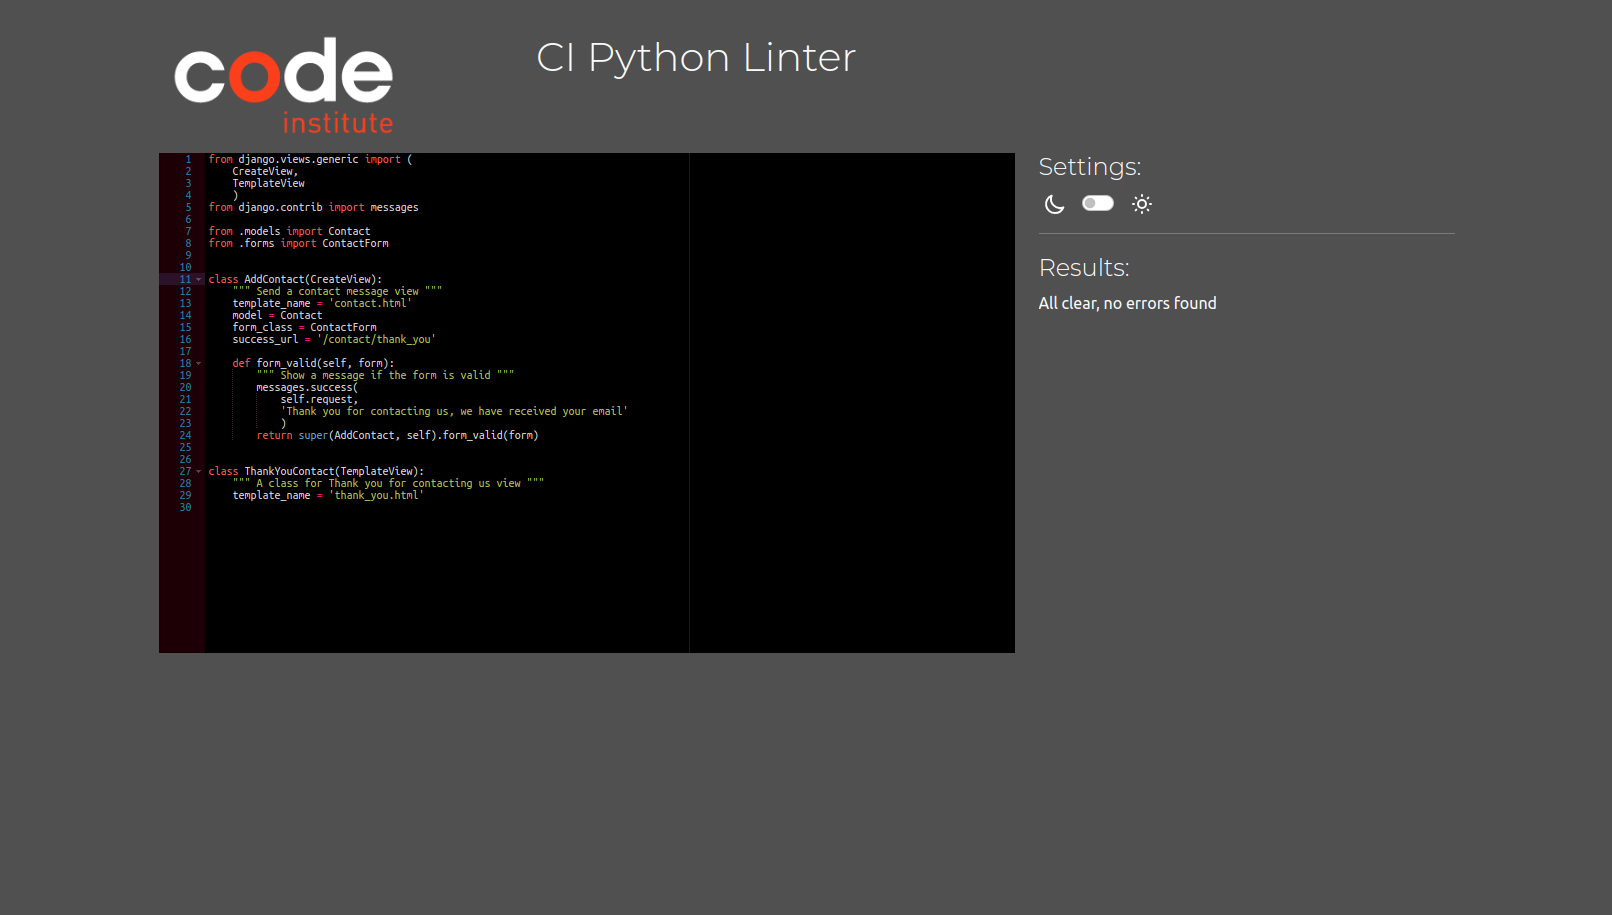 code
institute
CI Python Linter
1 from django.views.generic import (
2     CreateView,
3     TemplateView
4     )
5 from django.contrib import messages
6
7 from .models import Contact
8 from .forms import ContactForm
9
10
11 class AddContact(CreateView):
12     """ Send a contact message view """
13     template_name = 'contact.html'
14     model = Contact
15     form_class = ContactForm
16     success_url = '/contact/thank_you'
17
18     def form_valid(self, form):
19         """ Show a message if the form is valid """
20         messages.success(
21             self.request,
22             'Thank you for contacting us, we have received your email'
23             )
24         return super(AddContact, self).form_valid(form)
25
26
27 class ThankYouContact(TemplateView):
28     """ A class for Thank you for contacting us view """
29     template_name = 'thank_you.html'
30
Settings:
Results:
All clear, no errors found